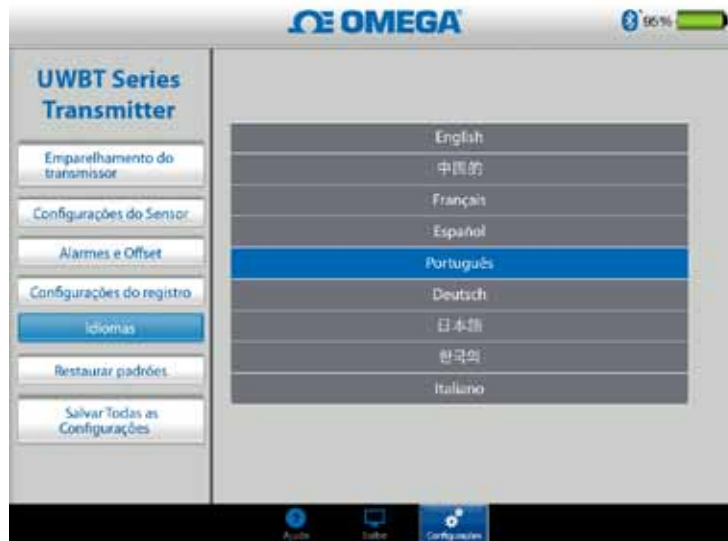 OMEGA
96%
UWBT Series
Transmitter
Emparelhamento do
transmissor
Configurações do Sensor
Alarmes e Offset
Configurações do registro
Idiomas
Restaurar padrões
Salvar Todas as
Configurações
English
中国的
Français
Español
Português
Deutsch
日本語
한국의
Italiano
Ajuda
Configurações